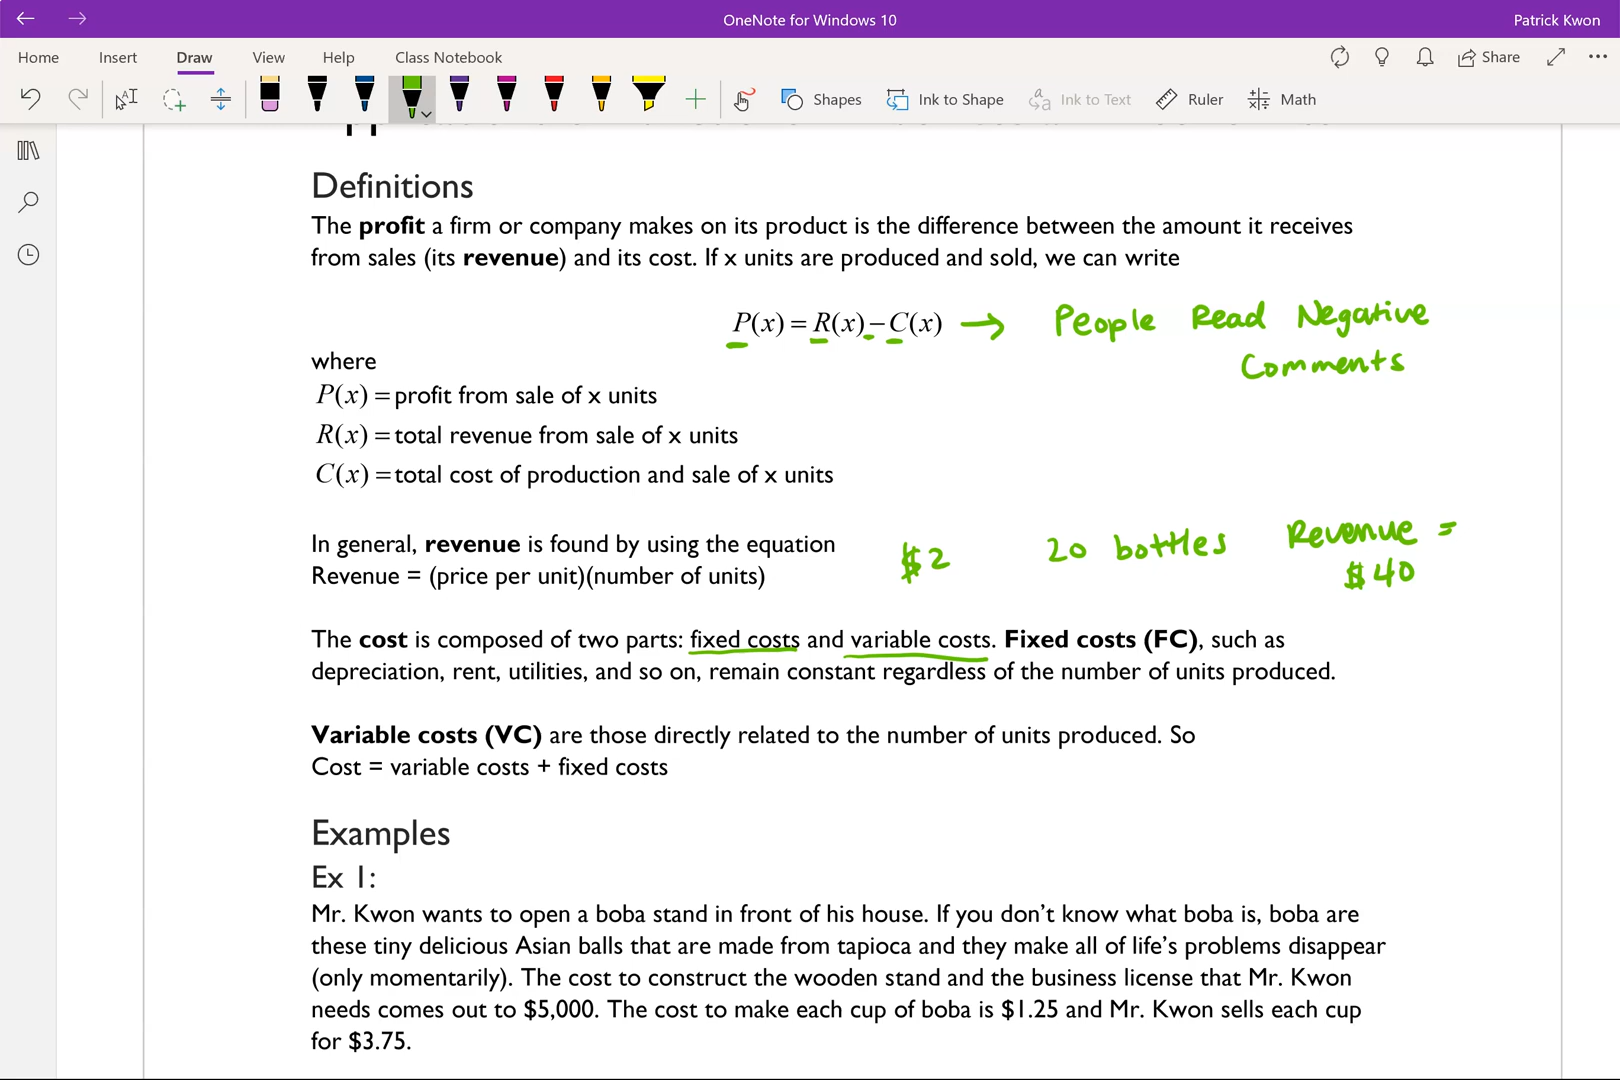 OneNote for Windows 10
Patrick Kwon
Home Insert Draw View Help Class Notebook
Share
Shapes Ink to Shape Ink to Text Ruler Math
Definitions
The profit a firm or company makes on its product is the difference between the amount it receives
from sales (its revenue) and its cost. If x units are produced and sold, we can write
P(x) = R(x) − C(x) → People Read Negative
Comments
where
P(x) = profit from sale of x units
R(x) = total revenue from sale of x units
C(x) = total cost of production and sale of x units
In general, revenue is found by using the equation
Revenue = (price per unit)(number of units)
$2 20 bottles Revenue =
$40
The cost is composed of two parts: fixed costs and variable costs. Fixed costs (FC), such as
depreciation, rent, utilities, and so on, remain constant regardless of the number of units produced.
Variable costs (VC) are those directly related to the number of units produced. So
Cost = variable costs + fixed costs
Examples
Ex 1:
Mr. Kwon wants to open a boba stand in front of his house. If you don’t know what boba is, boba are
these tiny delicious Asian balls that are made from tapioca and they make all of life’s problems disappear
(only momentarily). The cost to construct the wooden stand and the business license that Mr. Kwon
needs comes out to $5,000. The cost to make each cup of boba is $1.25 and Mr. Kwon sells each cup
for $3.75.